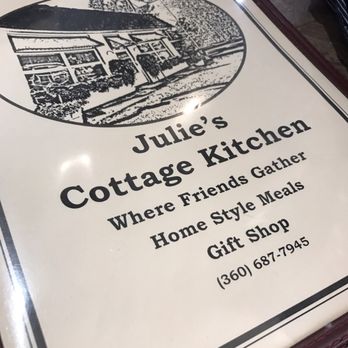 Julie's
Cottage Kitchen
Where Friends Gather
Home Style Meals
Gift Shop
(360) 687-7945